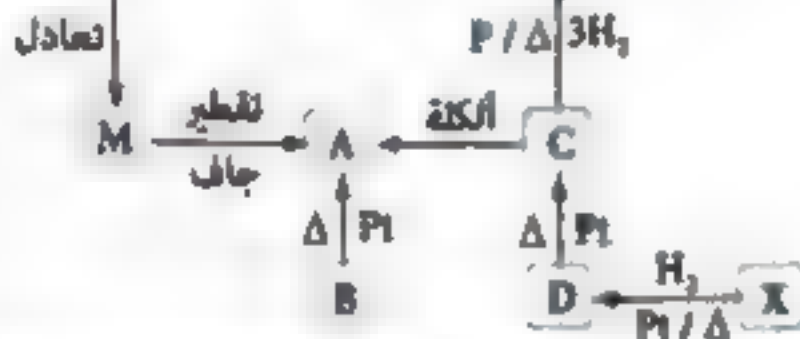 تعادل P / Δ 3H₂
M تقطير جاف A ألكلة C
Δ Pt Δ Pt
B D H₂ Pt / Δ X